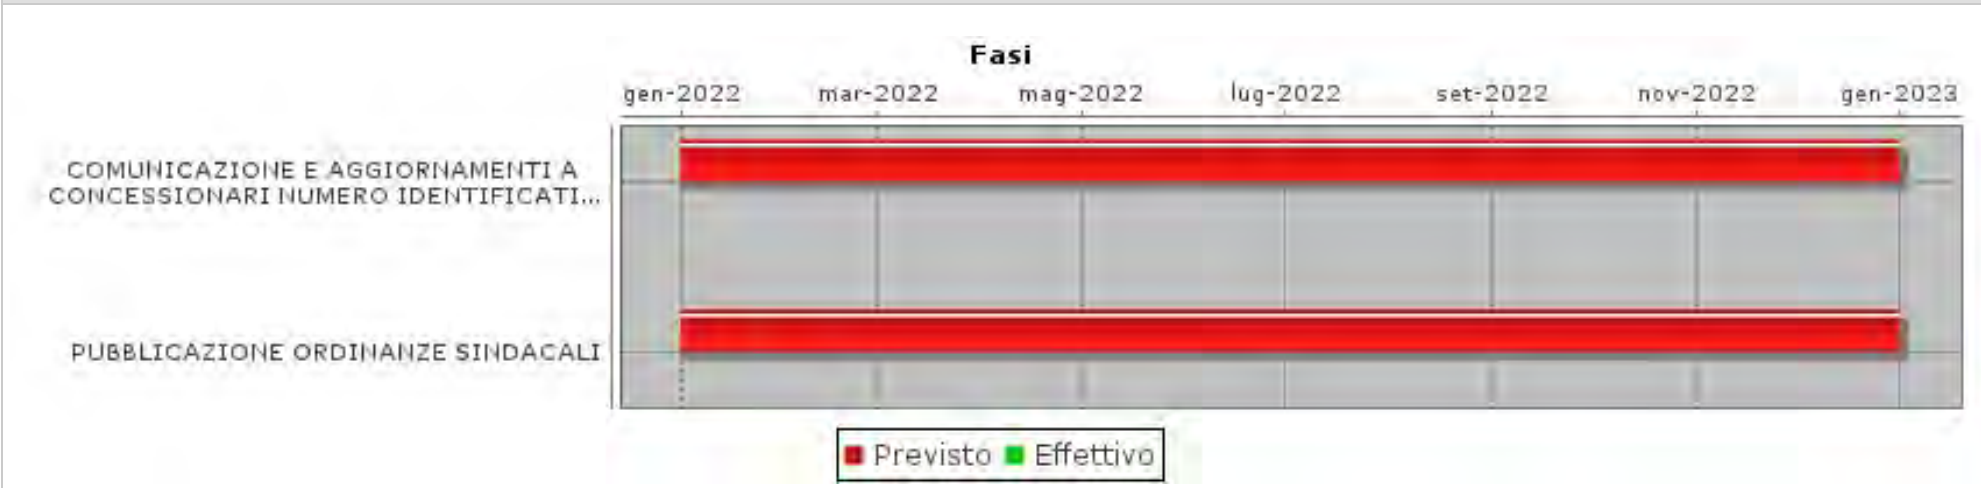 Fasi
gen-2022 mar-2022 mag-2022 lug-2022 set-2022 nov-2022 gen-2023
COMUNICAZIONE E AGGIORNAMENTI A
CONCESSIONARI NUMERO IDENTIFICATI...
PUBBLICAZIONE ORDINANZE SINDACALI
Previsto Effettivo